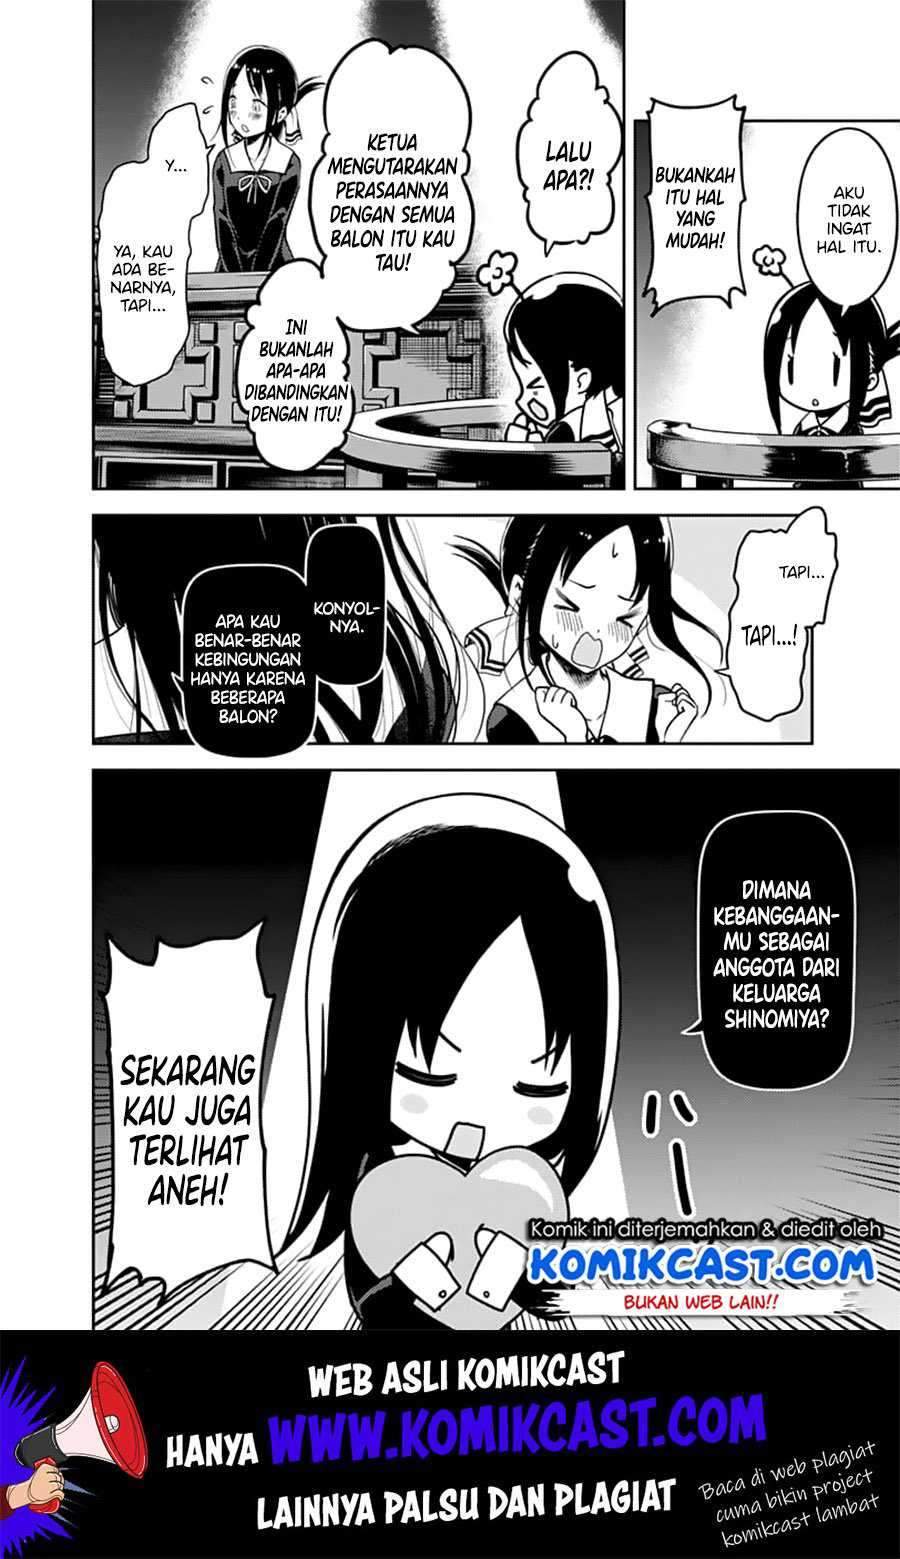 AKU
TIDAK
INGAT
HAL ITU.
BUKANKAH
ITU HAL
YANG
MUDAH!
LALU
APA?!
KETUA
MENGUTARAKAN
PERASAANNYA
DENGAN SEMUA
BALON ITU KAU
TAU!
INI
BUKANLAH
APA-APA
DIBANDINGKAN
DENGAN ITU!
Y...
YA, KAU
ADA BE-
NARNYA,
TAPI...
TAPI...
TAPI...!
KONYOL-
NYA.
APA KAU
BENAR-BENAR
KEBINGUNGAN
HANYA KARENA
BEBERAPA
BALON?
DIMANA
KEBANGGAAN-
MU SEBAGAI
ANGGOTA DARI
KELUARGA
SHINOMIYA?
SEKARANG
KAU JUGA
TERLIHAT
ANEH!
Komik ini diterjemahkan & diedit oleh
KOMIKCAST.COM
BUKAN WEB LAIN!!
WEB ASLI KOMIKCAST
HANYA WWW.KOMIKCAST.COM
LAINNYA PALSU DAN PLAGIAT
Baca di web plagiat
cuma bikin project
komikcast lambat